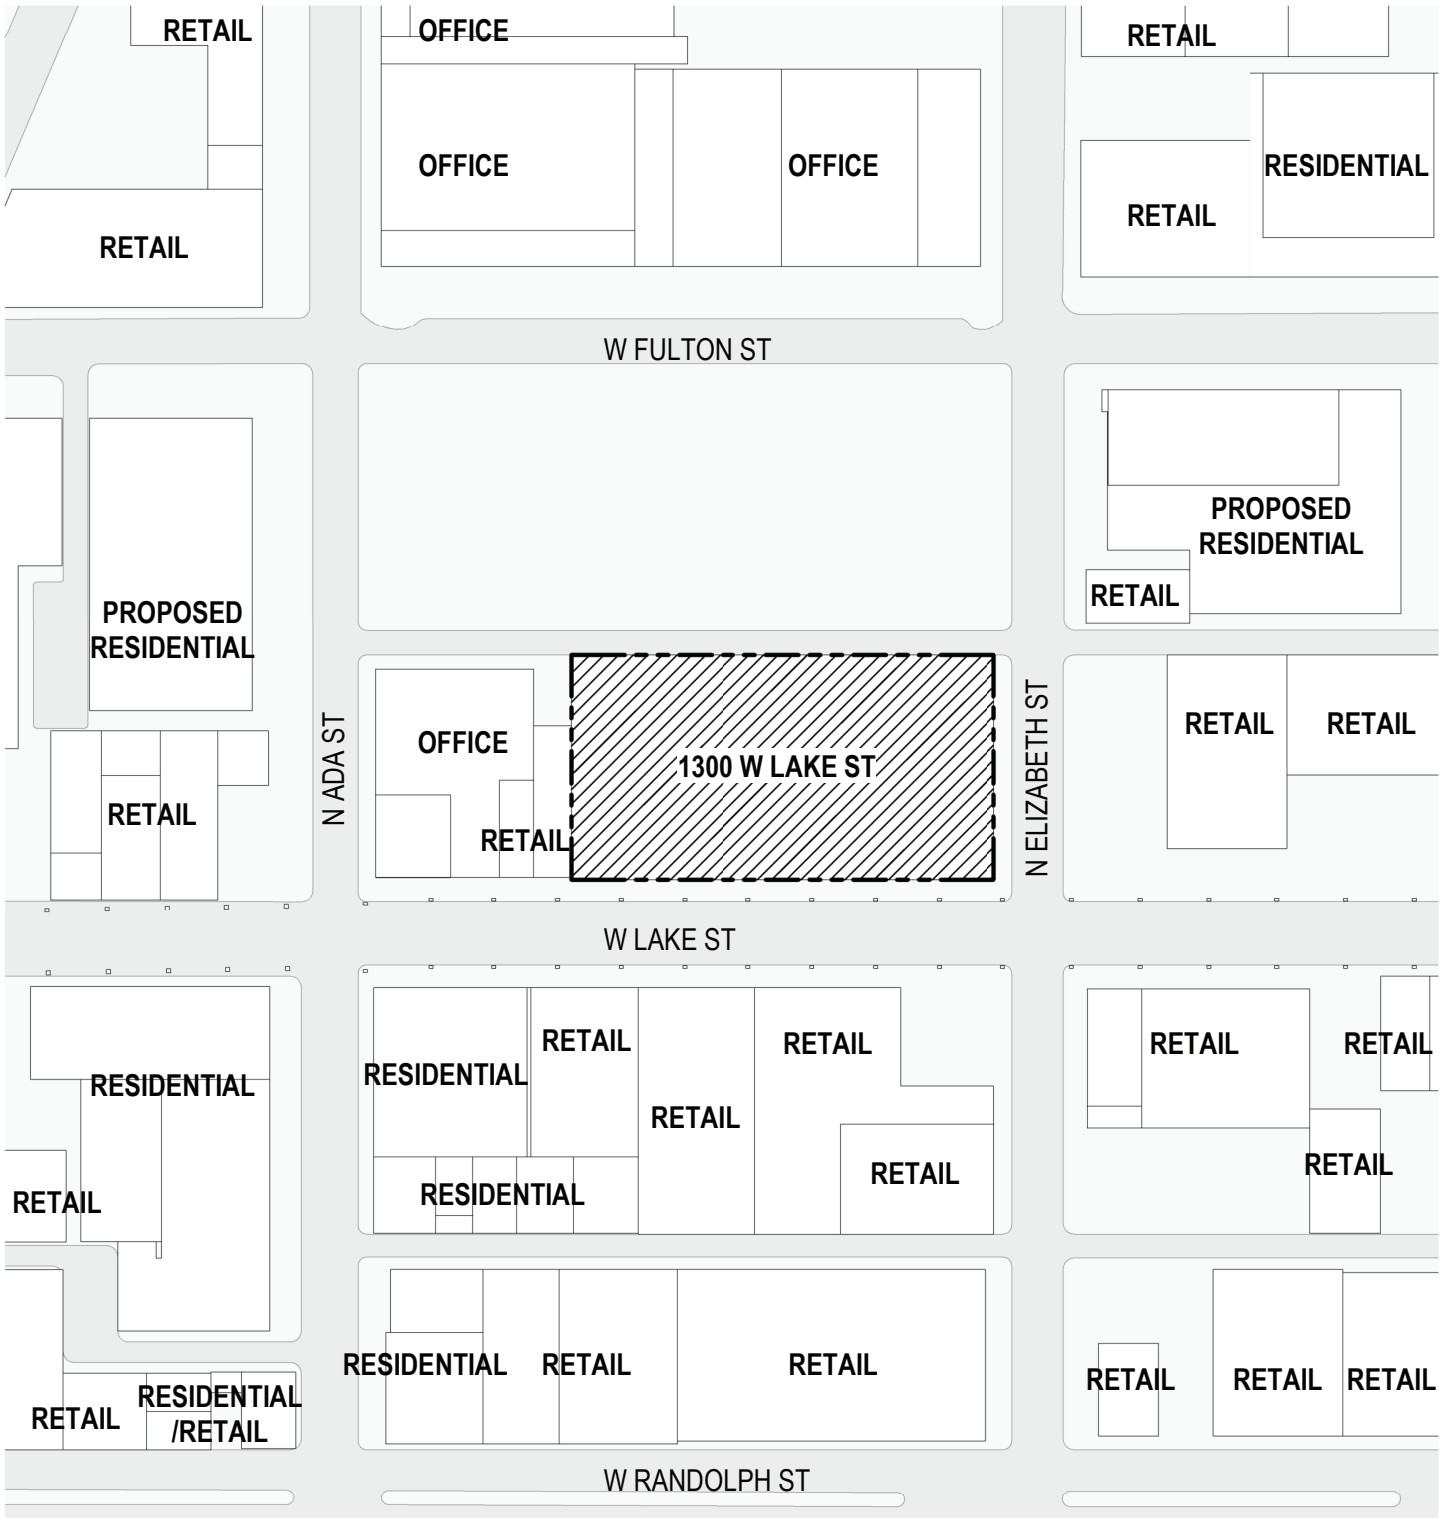 RETAIL
OFFICE
RETAIL
OFFICE
OFFICE
RESIDENTIAL
RETAIL
RETAIL
W FULTON ST
PROPOSED
RESIDENTIAL
RETAIL
PROPOSED
RESIDENTIAL
N ADA ST
OFFICE
RETAIL
1300 W LAKE ST
N ELIZABETH ST
RETAIL
RETAIL
RETAIL
W LAKE ST
RESIDENTIAL
RESIDENTIAL
RETAIL
RETAIL
RETAIL
RETAIL
RETAIL
RETAIL
RESIDENTIAL
RETAIL
RETAIL
RETAIL
RESIDENTIAL
RETAIL
RETAIL
RETAIL
RETAIL
RETAIL
RETAIL
RESIDENTIAL
/RETAIL
W RANDOLPH ST